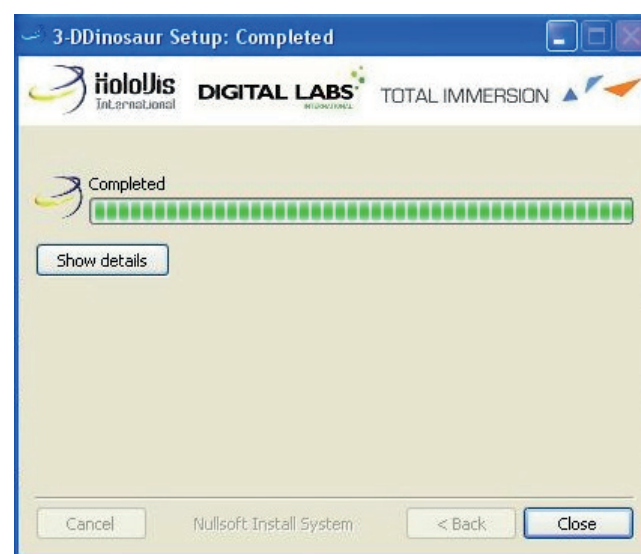 3-DDinosaur Setup: Completed
HoloVis International
DIGITAL LABS INTERNATIONAL
TOTAL IMMERSION
Completed
Show details
Cancel
Nullsoft Install System
< Back
Close